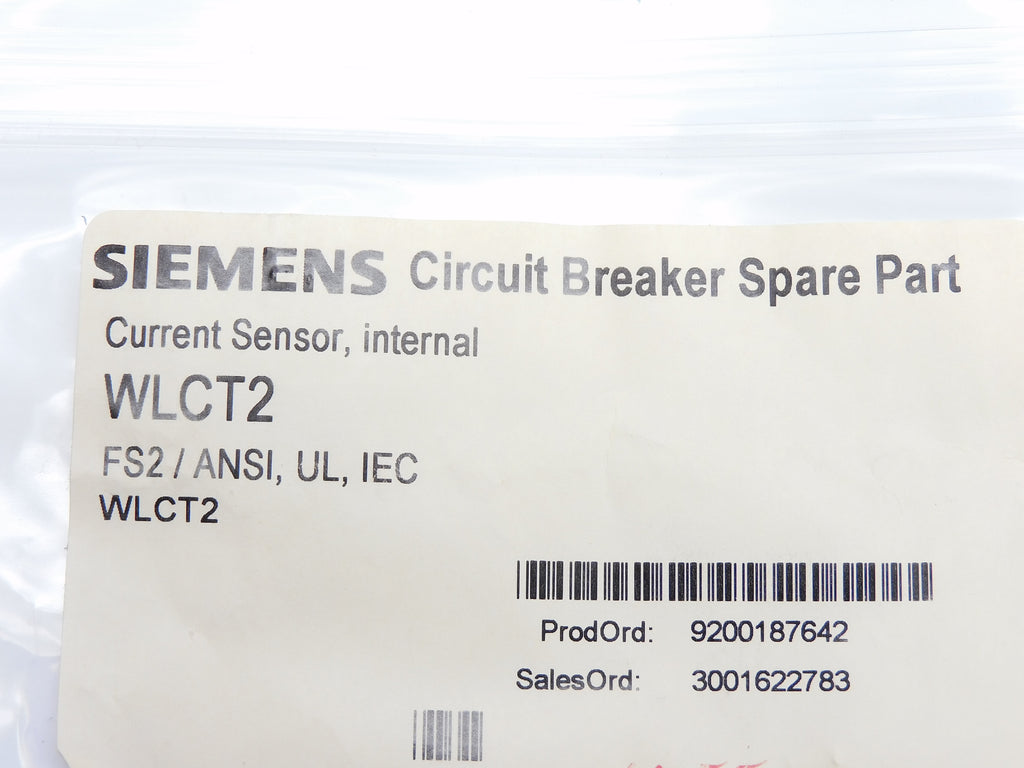 SIEMENS Circuit Breaker Spare Part
Current Sensor, internal
WLCT2
FS2 / ANSI, UL, IEC
WLCT2
ProdOrd: 9200187642
SalesOrd: 3001622783